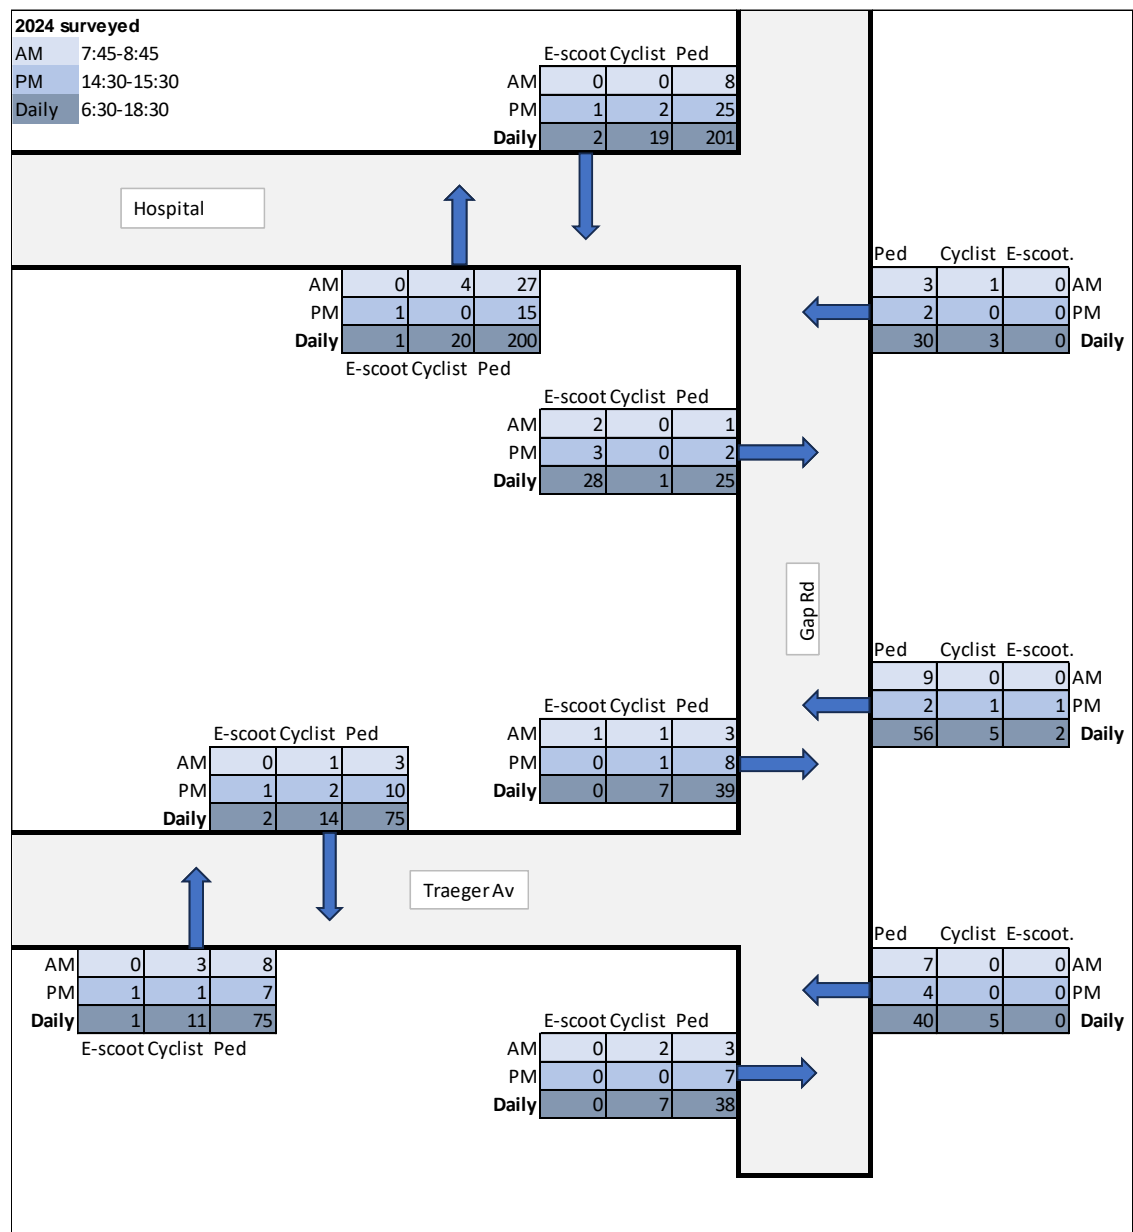 2024 surveyed
AM 7:45-8:45
PM 14:30-15:30
Daily 6:30-18:30
E-scoot Cyclist Ped
AM 0 0 8
PM 1 2 25
Daily 2 19 201
Hospital
AM 0 4 27
PM 1 0 15
Daily 1 20 200
E-scoot Cyclist Ped
Ped Cyclist E-scoot.
3 1 0 AM
2 0 0 PM
30 3 0 Daily
E-scoot Cyclist Ped
AM 2 0 1
PM 3 0 2
Daily 28 1 25
Gap Rd
Ped Cyclist E-scoot.
9 0 0 AM
2 1 1 PM
56 5 2 Daily
E-scoot Cyclist Ped
AM 1 1 3
PM 0 1 8
Daily 0 7 39
E-scoot Cyclist Ped
AM 0 1 3
PM 1 2 10
Daily 2 14 75
Traeger Av
AM 0 3 8
PM 1 1 7
Daily 1 11 75
E-scoot Cyclist Ped
Ped Cyclist E-scoot.
7 0 0 AM
4 0 0 PM
40 5 0 Daily
E-scoot Cyclist Ped
AM 0 2 3
PM 0 0 7
Daily 0 7 38